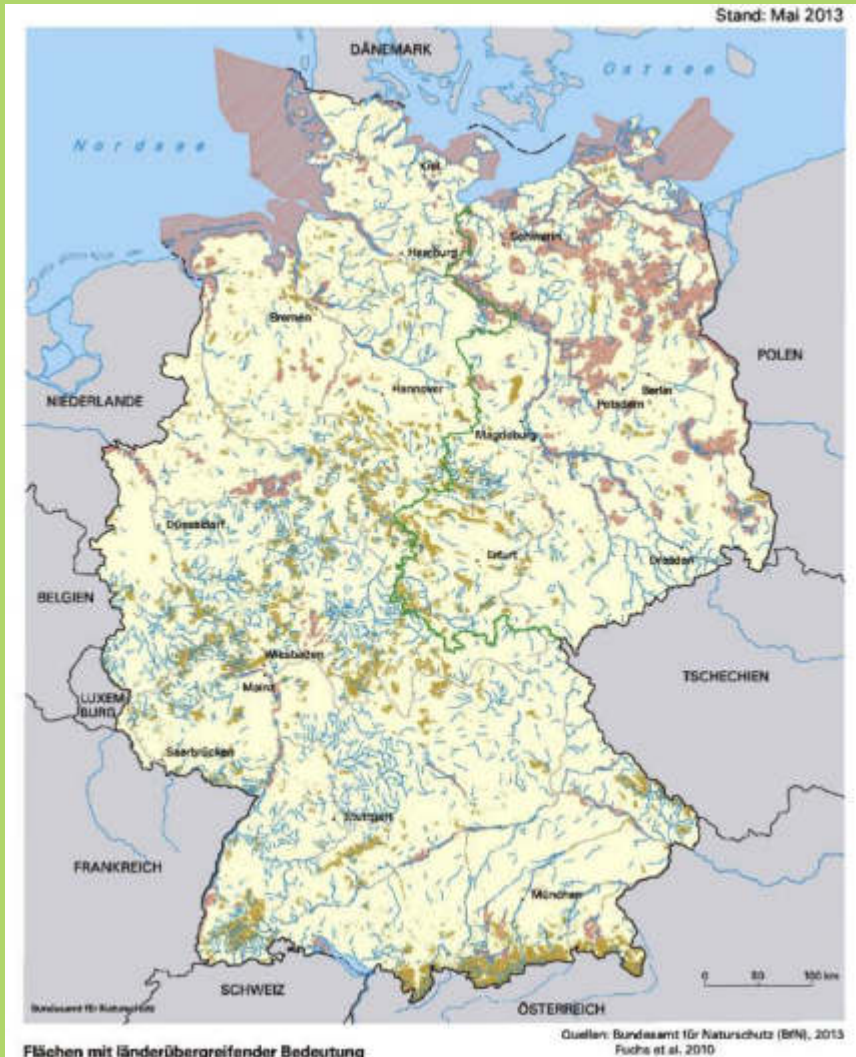 Stand: Mai 2013
DÄNEMARK
Ostsee
Nordsee
Kiel
Schwerin
Hamburg
Bremen
POLEN
Hannover
Berlin
Potsdam
NIEDERLANDE
Magdeburg
Düsseldorf
Erfurt
Dresden
BELGIEN
Wiesbaden
Mainz
TSCHECHIEN
LUXEM-
BURG
Saarbrücken
Stuttgart
FRANKREICH
München
0 50 100 km
SCHWEIZ
Bundesamt für Naturschutz
ÖSTERREICH
Quellen: Bundesamt für Naturschutz (BfN), 2013
Fuchs et al. 2010
Flächen mit länderübergreifender Bedeutung